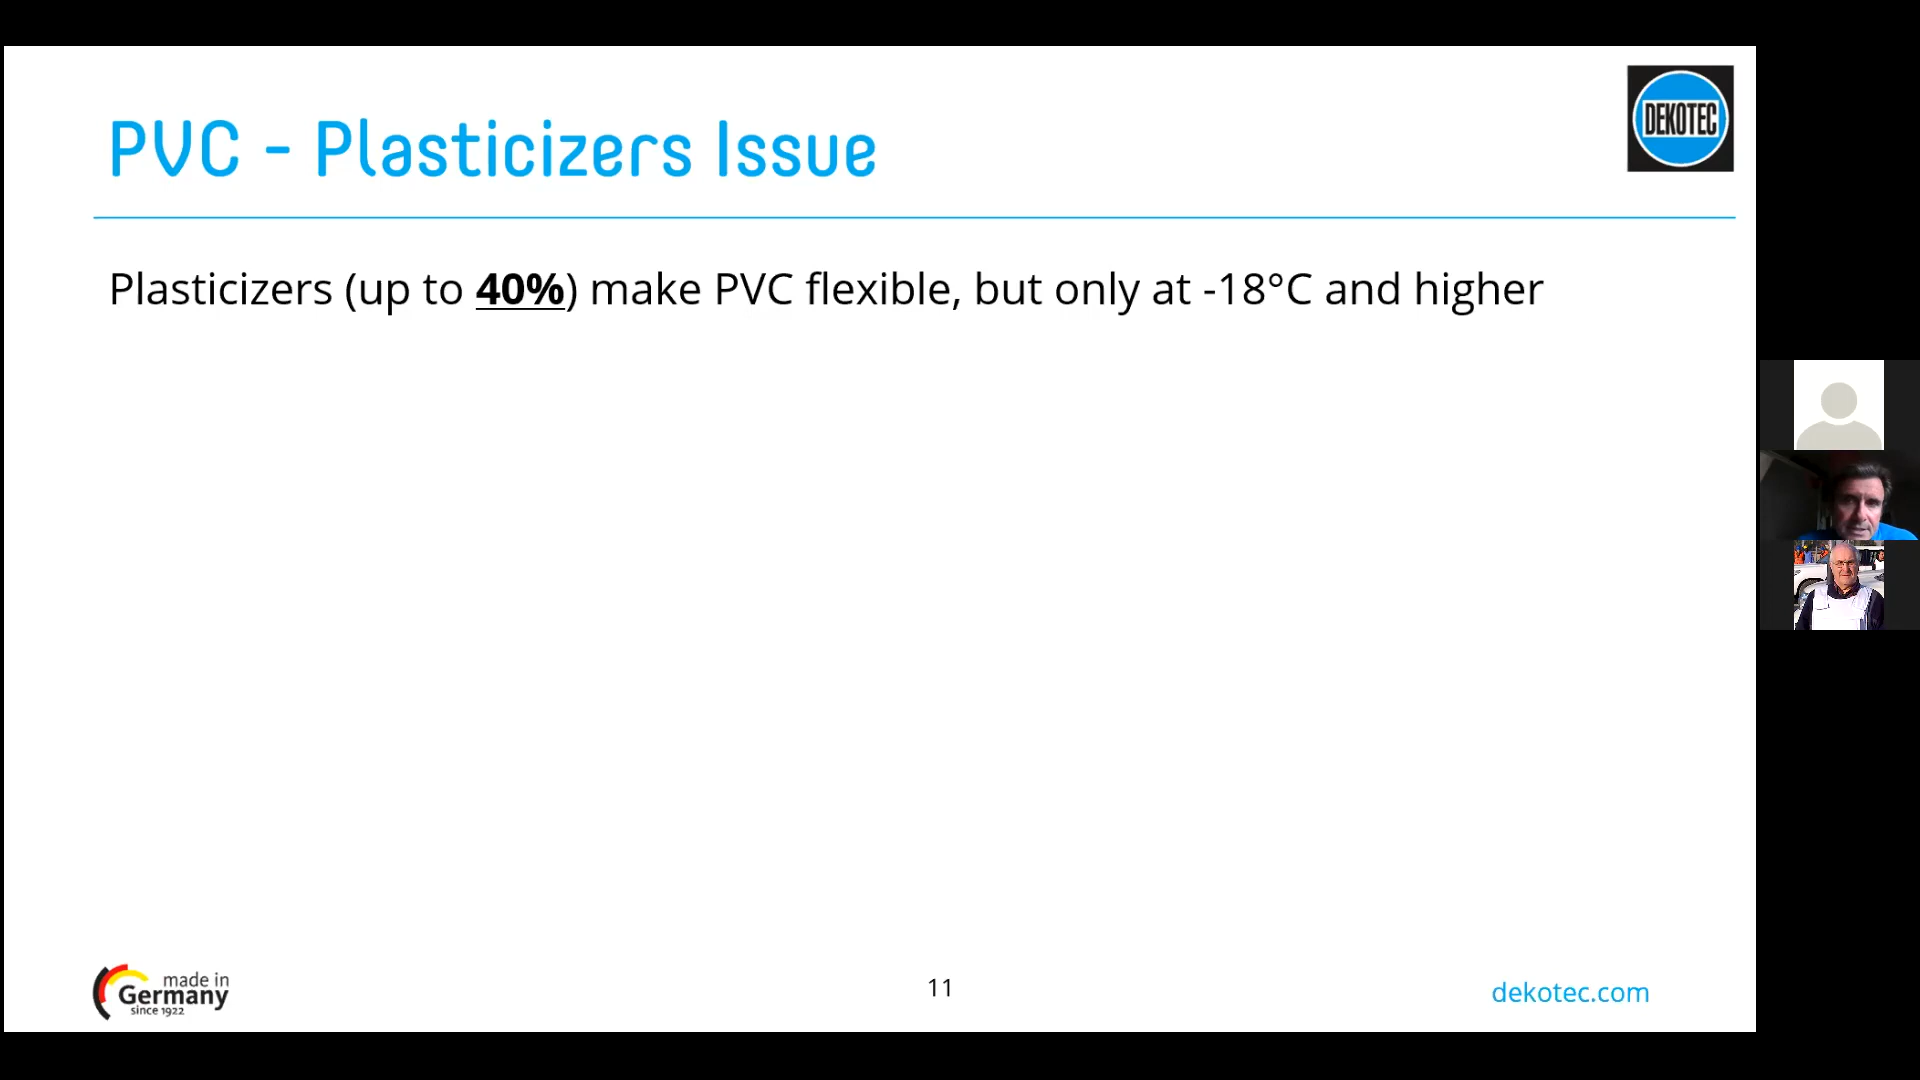 PVC - Plasticizers Issue
DEKOTEC
Plasticizers (up to 40%) make PVC flexible, but only at -18°C and higher
made in
Germany
since 1922
11
dekotec.com